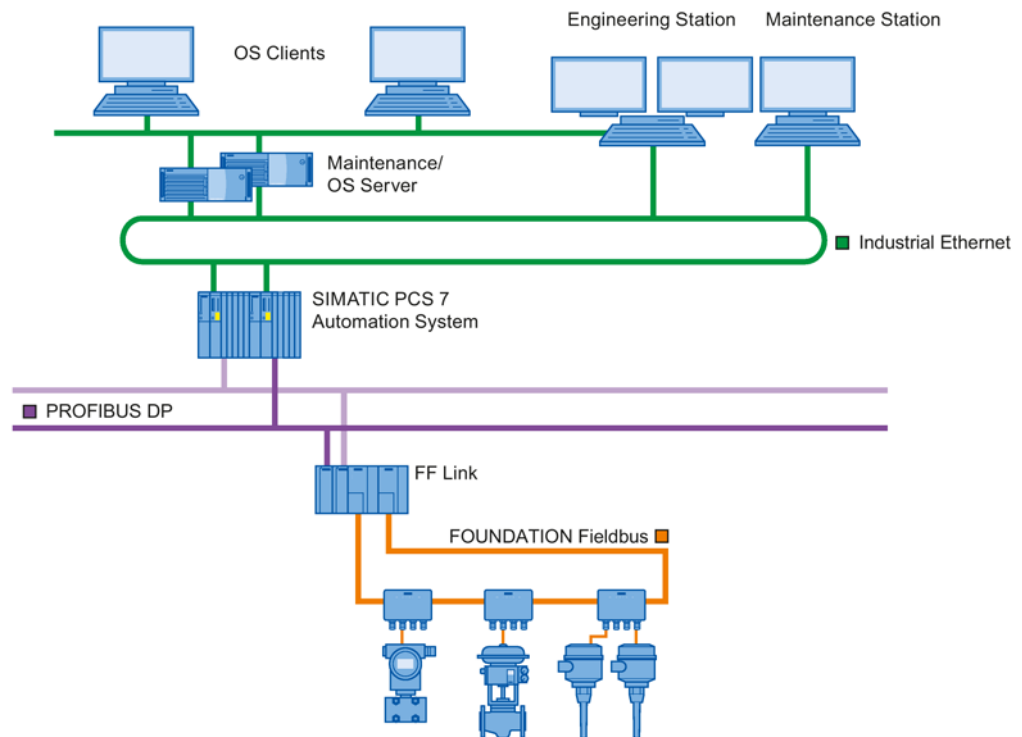 Engineering Station
Maintenance Station
OS Clients
Maintenance/
OS Server
Industrial Ethernet
SIMATIC PCS 7
Automation System
PROFIBUS DP
FF Link
FOUNDATION Fieldbus